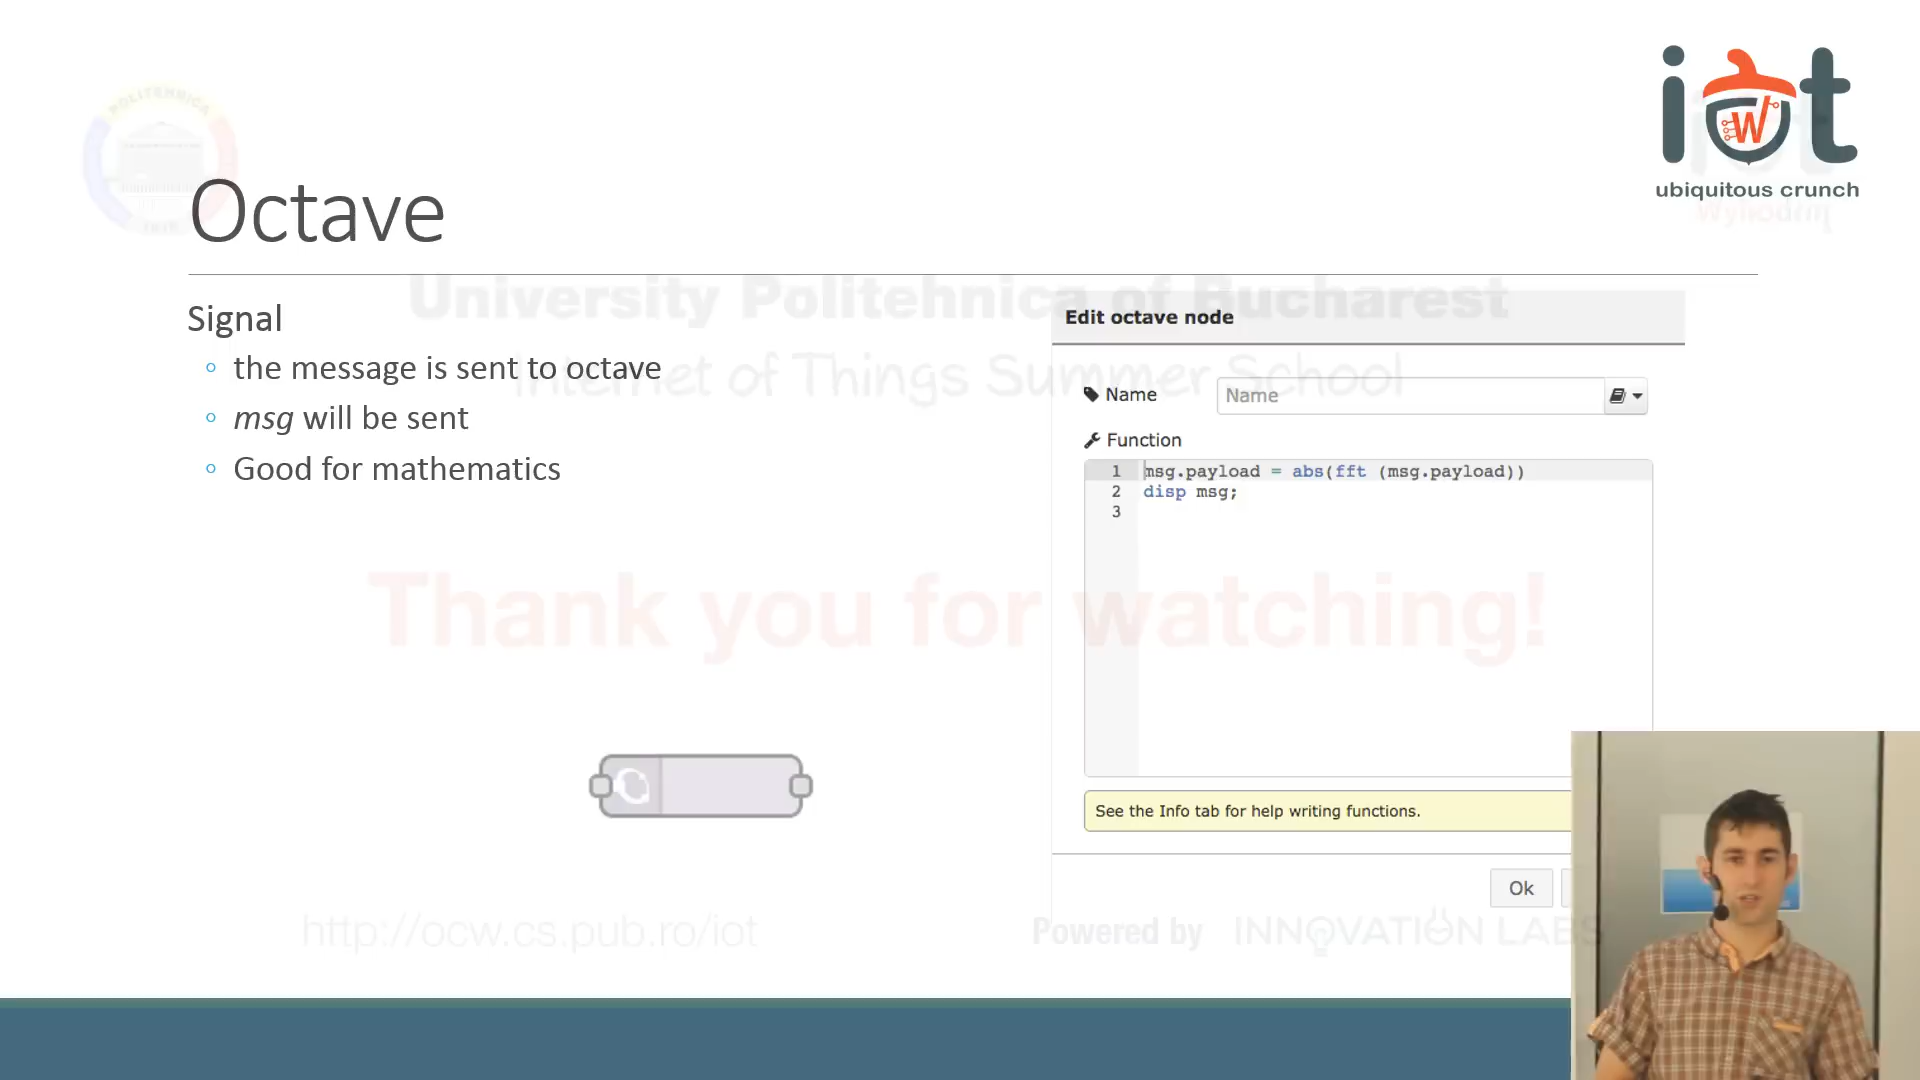 iot
W
ubiquitous crunch
Wyliodrin
POLITEHNICA
Octave
University Politehnica of Bucharest
Internet of Things Summer School
Signal
the message is sent to octave
msg will be sent
Good for mathematics
Edit octave node
Name
Name
Function
1 msg.payload = abs(fft (msg.payload))
2 disp msg;
3
Thank you for watching!
See the Info tab for help writing functions.
Ok
http://ocw.cs.pub.ro/iot
Powered by INNOVATION LABS